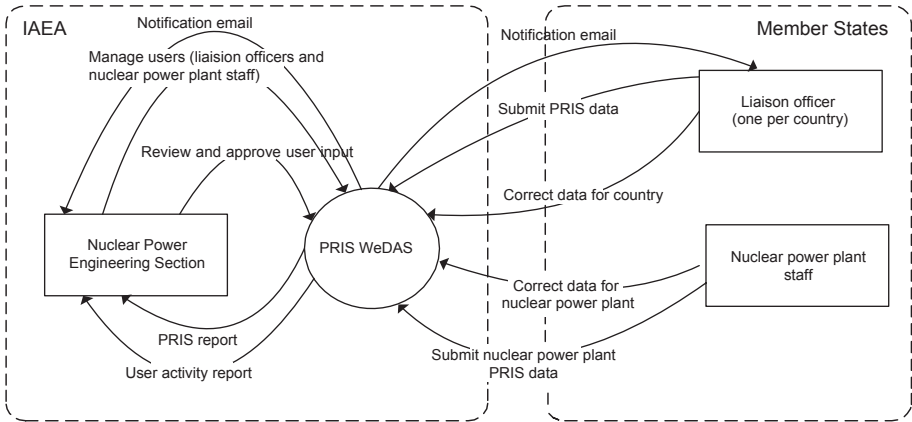 IAEA
Notification email
Manage users (liaision officers and
nuclear power plant staff)
Review and approve user input
Nuclear Power
Engineering Section
PRIS WeDAS
PRIS report
User activity report
Member States
Notification email
Submit PRIS data
Liaison officer
(one per country)
Correct data for country
Nuclear power plant
staff
Correct data for
nuclear power plant
Submit nuclear power plant
PRIS data